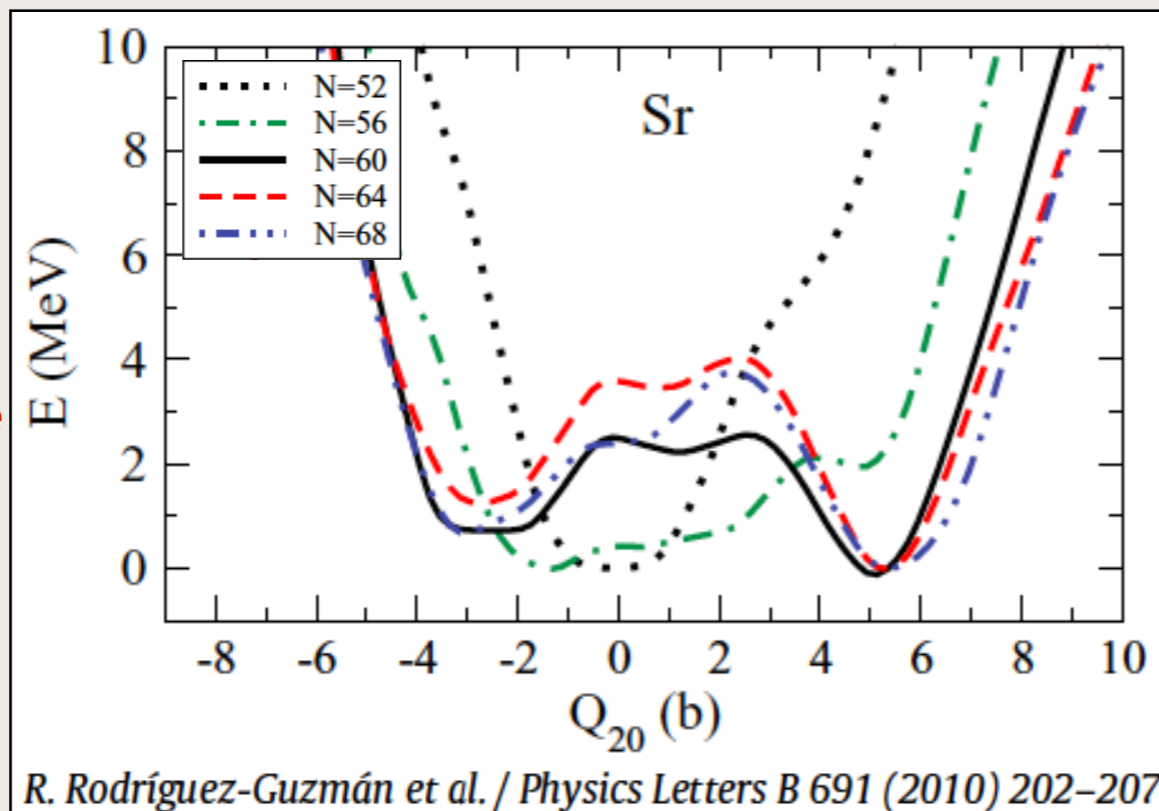 10
8
6
4
2
0
E (MeV)
N=52
N=56
N=60
N=64
N=68
Sr
-8 -6 -4 -2 0 2 4 6 8 10
Q20 (b)
R. Rodríguez-Guzmán et al. / Physics Letters B 691 (2010) 202–207